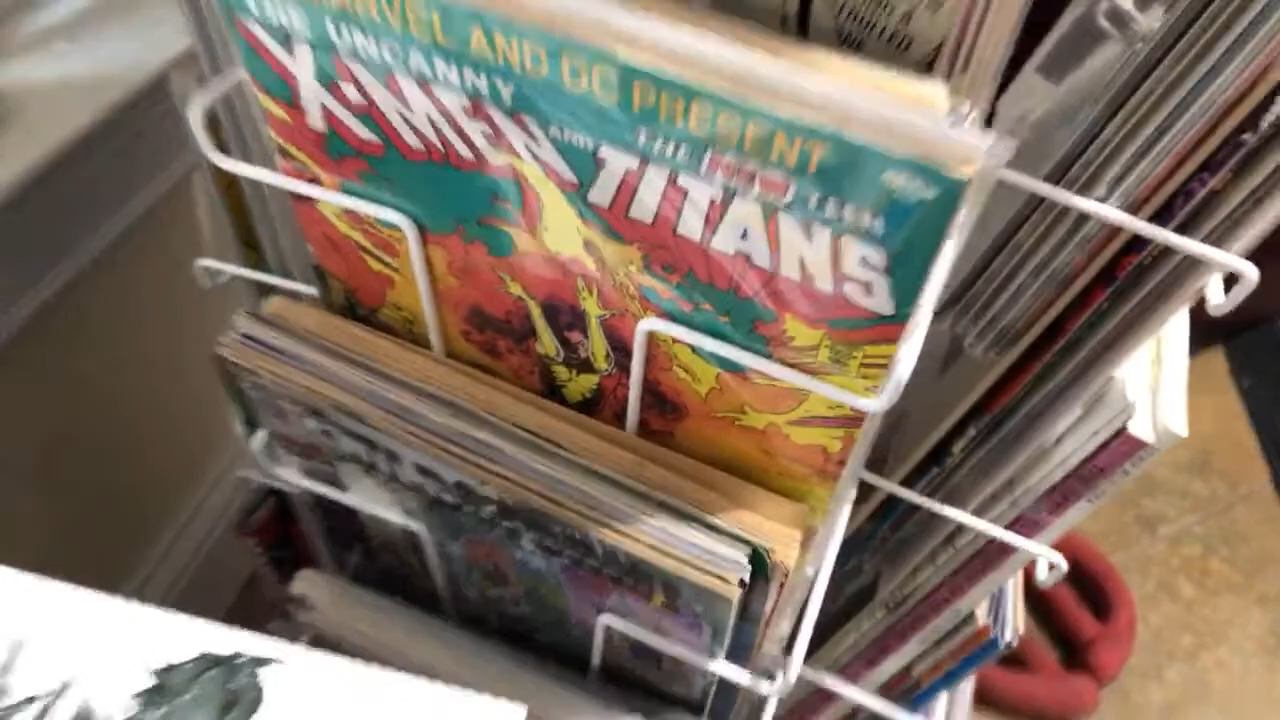 MARVEL AND DC PRESENT
THE UNCANNY
X-MEN
AND
THE NEW TEEN
TITANS